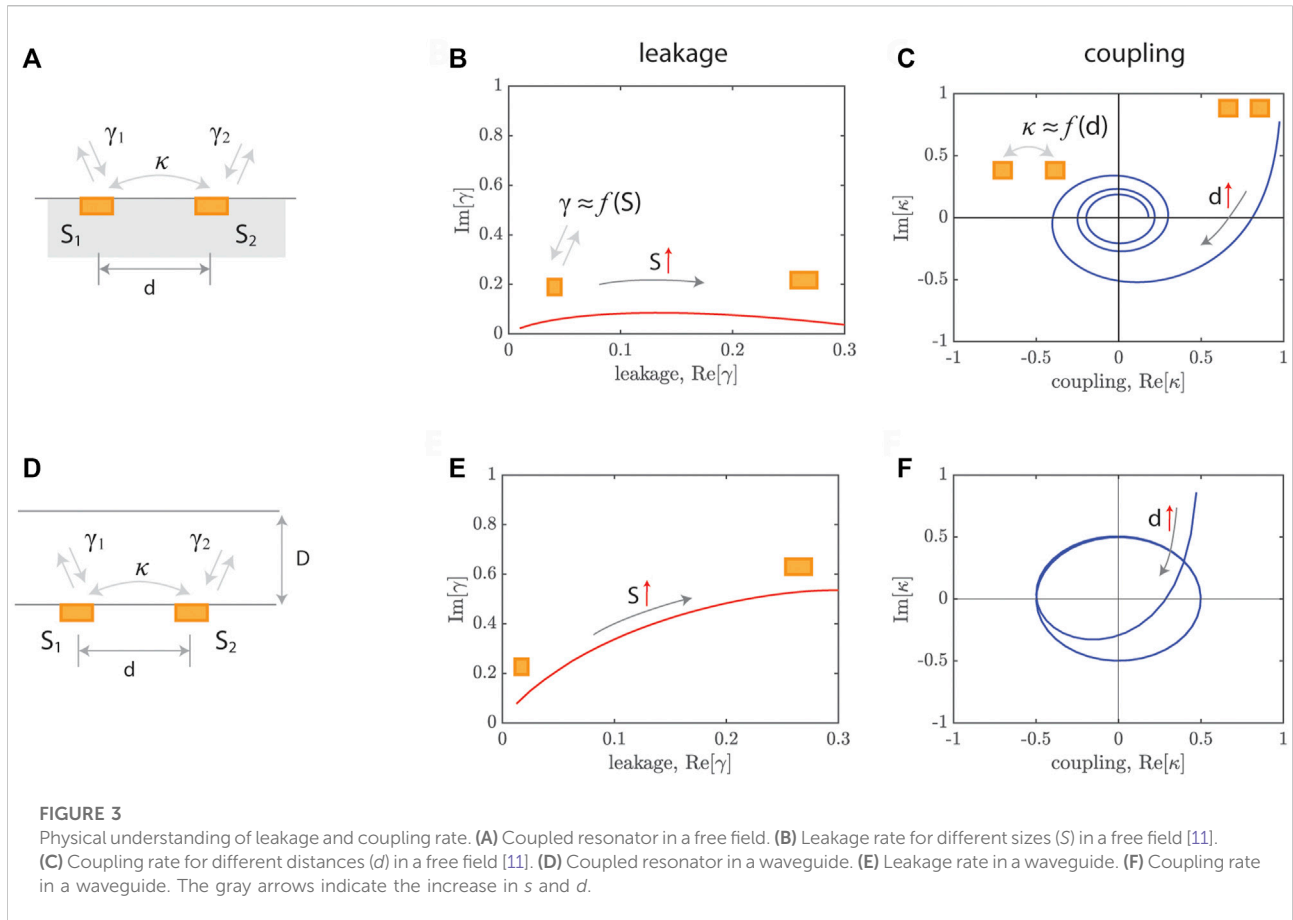 A
γ1
γ2
κ
S1
S2
d
B
leakage
1
0.8
0.6
0.4
0.2
0
Im[γ]
γ ≈ f(S)
S↑
0
0.1
0.2
0.3
leakage, Re[γ]
C
coupling
1
0.5
0
-0.5
-1
Im[κ]
κ ≈ f(d)
d↑
-1
-0.5
0
0.5
1
coupling, Re[κ]
D
γ1
γ2
κ
D
S1
S2
d
E
1
0.8
0.6
0.4
0.2
0
Im[γ]
S↑
0
0.1
0.2
0.3
leakage, Re[γ]
F
1
0.5
0
-0.5
-1
Im[κ]
d↑
-1
-0.5
0
0.5
1
coupling, Re[κ]
FIGURE 3
Physical understanding of leakage and coupling rate. (A) Coupled resonator in a free field. (B) Leakage rate for different sizes (S) in a free field [11].
(C) Coupling rate for different distances (d) in a free field [11]. (D) Coupled resonator in a waveguide. (E) Leakage rate in a waveguide. (F) Coupling rate
in a waveguide. The gray arrows indicate the increase in s and d.